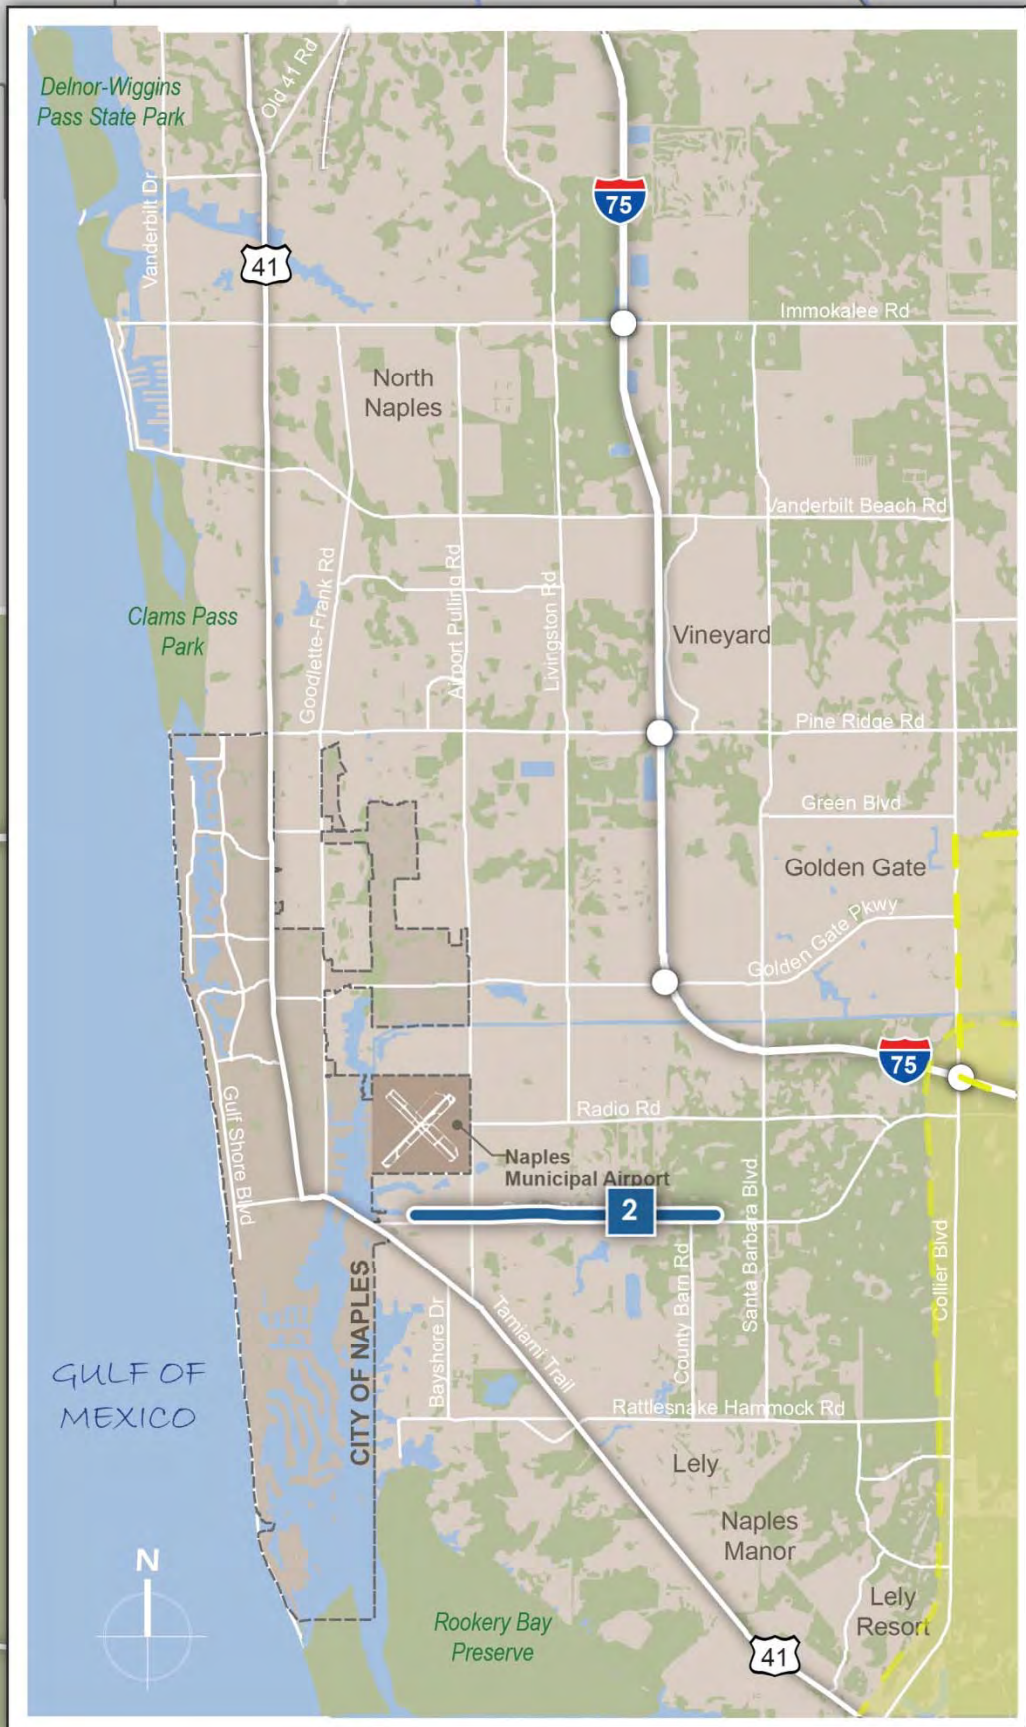 Delnor-Wiggins
Pass State Park
Old 41 Rd
Vanderbilt Dr
75
41
Immokalee Rd
North
Naples
Vanderbilt Beach Rd
Goodlette-Frank Rd
Airport Pulling Rd
Livingston Rd
Clams Pass
Park
Vineyard
Pine Ridge Rd
Green Blvd
Golden Gate
Golden Gate Pkwy
75
Gulf Shore Blvd
Radio Rd
Naples
Municipal Airport
2
Santa Barbara Blvd.
County Barn Rd
Collier Blvd
CITY OF NAPLES
Bayshore Dr
Tamiami Trail
GULF OF
MEXICO
Rattlesnake Hammock Rd
Lely
Naples
Manor
Lely
Resort
N
Rookery Bay
Preserve
41